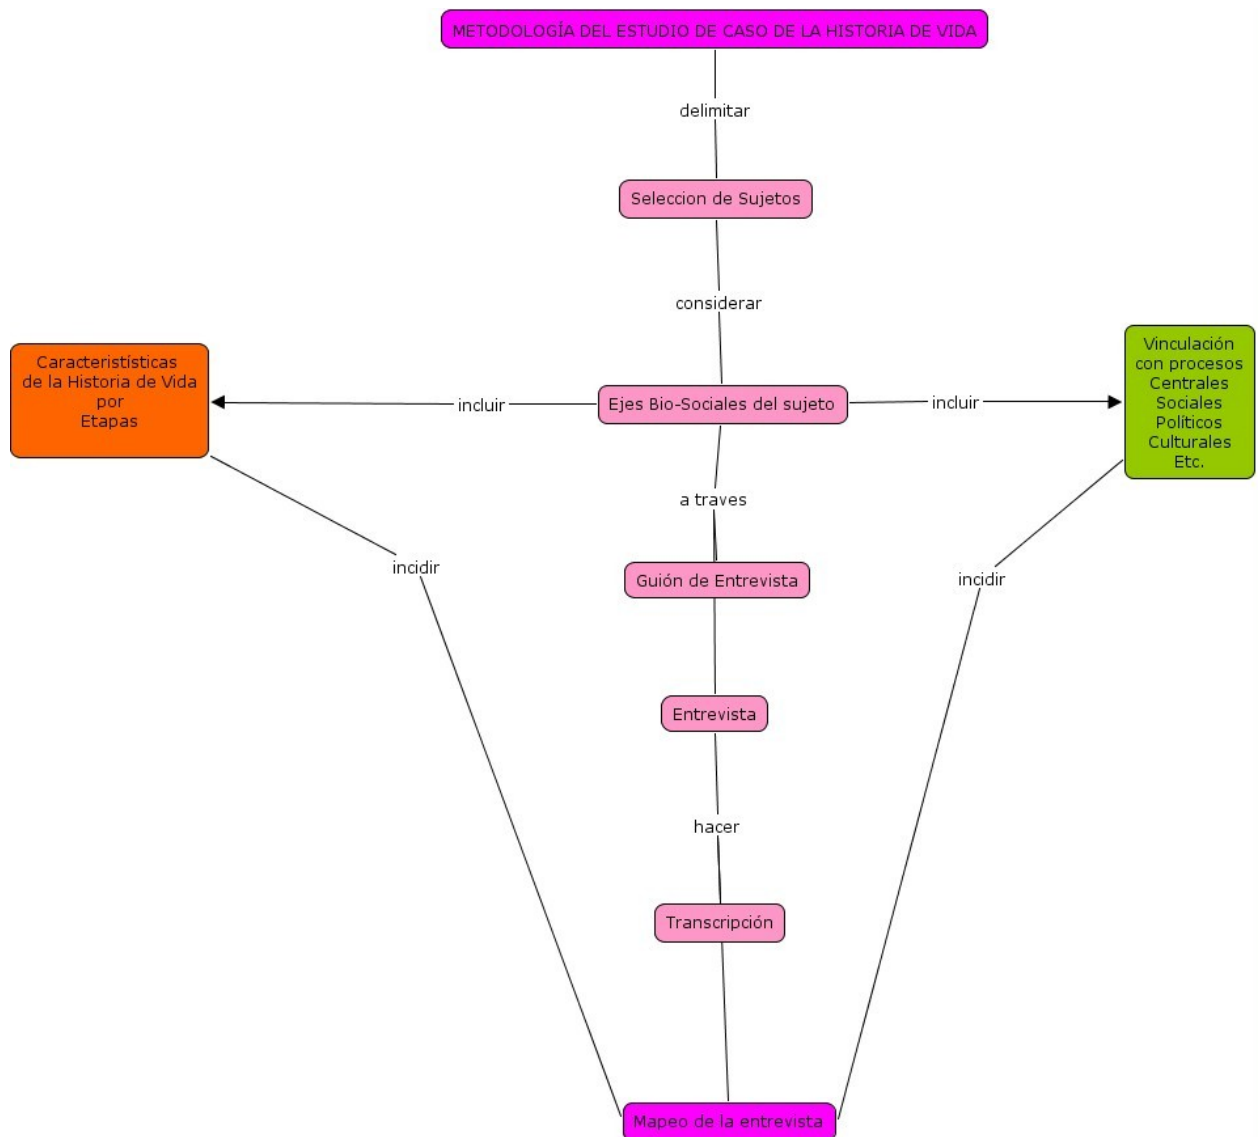 METODOLOGÍA DEL ESTUDIO DE CASO DE LA HISTORIA DE VIDA
delimitar
Seleccion de Sujetos
considerar
Caracteristísticas
de la Historia de Vida
por
Etapas
incluir
Ejes Bio-Sociales del sujeto
incluir
Vinculación
con procesos
Centrales
Sociales
Políticos
Culturales
Etc.
a traves
incidir
Guión de Entrevista
incidir
Entrevista
hacer
Transcripción
Mapeo de la entrevista